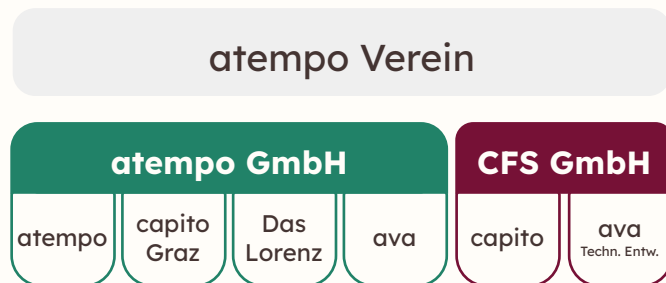 atempo Verein
atempo GmbH
CFS GmbH
atempo
capito
Graz
Das
Lorenz
ava
capito
ava
Techn. Entw.